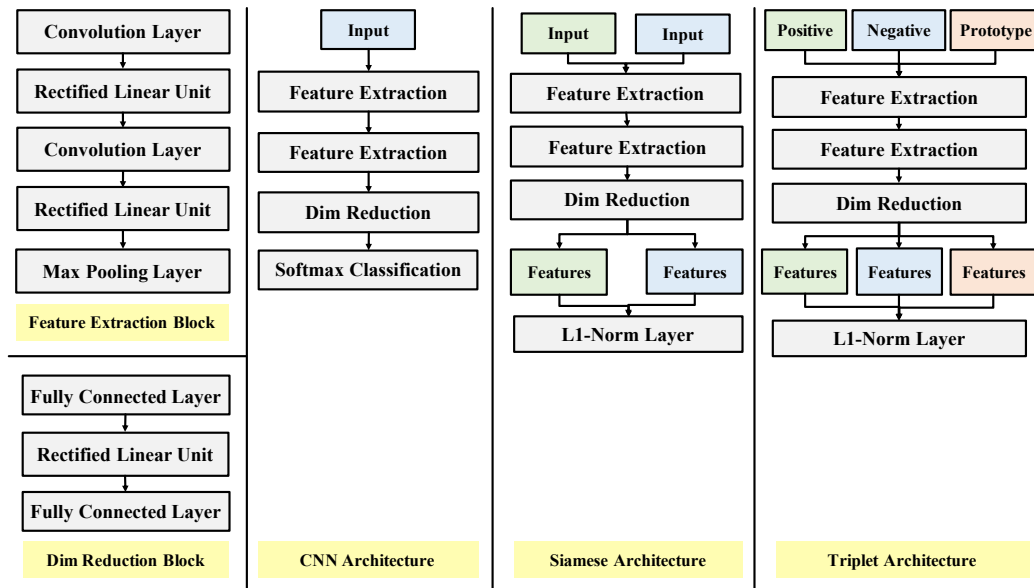 Convolution Layer
Rectified Linear Unit
Convolution Layer
Rectified Linear Unit
Max Pooling Layer
Feature Extraction Block
Fully Connected Layer
Rectified Linear Unit
Fully Connected Layer
Dim Reduction Block
Input
Feature Extraction
Feature Extraction
Dim Reduction
Softmax Classification
CNN Architecture
Input Input
Feature Extraction
Feature Extraction
Dim Reduction
Features Features
L1-Norm Layer
Siamese Architecture
Positive Negative Prototype
Feature Extraction
Feature Extraction
Dim Reduction
Features Features Features
L1-Norm Layer
Triplet Architecture